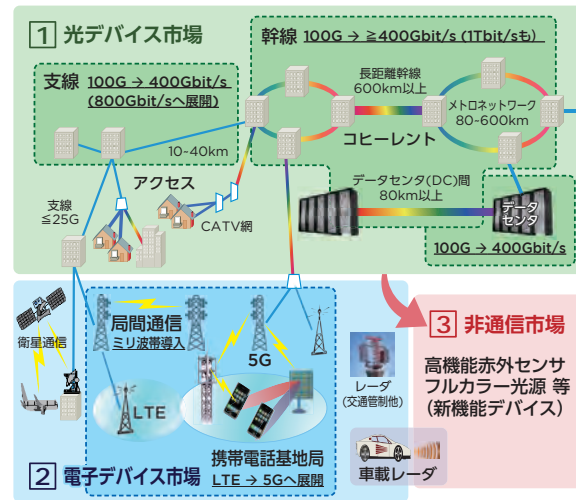 1 光デバイス市場
幹線 100G → ≧400Gbit/s (1Tbit/sも)
支線 100G → 400Gbit/s
(800Gbit/sへ展開)
長距離幹線
600km以上
メトロネットワーク
80-600km
コヒーレント
10~40km
アクセス
支線
≦25G
CATV網
データセンタ(DC)間
80km以上
データ
センタ
100G → 400Gbit/s
衛星通信
局間通信
ミリ波帯導入
5G
LTE
携帯電話基地局
LTE → 5Gへ展開
2 電子デバイス市場
レーダ
(交通管制他)
車載レーダ
3 非通信市場
高機能赤外センサ
フルカラー光源 等
(新機能デバイス)